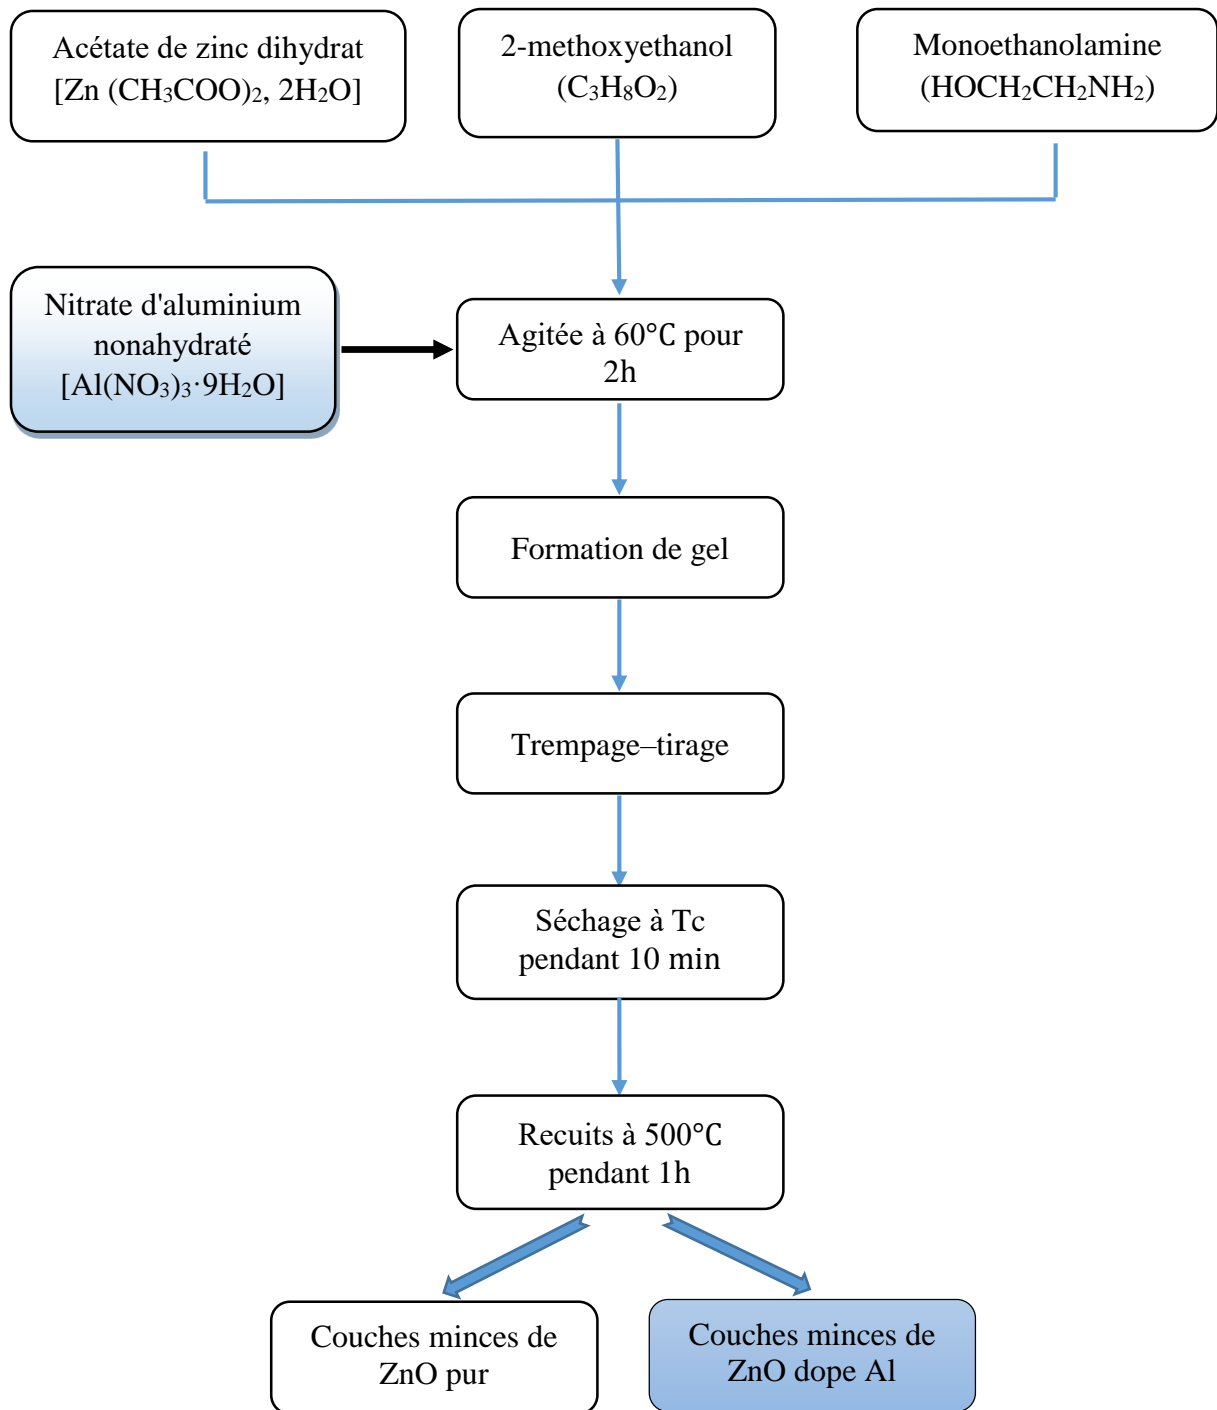 Acétate de zinc dihydrat
[Zn (CH₃COO)₂, 2H₂O]
2-methoxyethanol
(C₃H₈O₂)
Monoethanolamine
(HOCH₂CH₂NH₂)
Nitrate d'aluminium
nonahydraté
[Al(NO₃)₃·9H₂O]
Agitée à 60°C pour
2h
Formation de gel
Trempage–tirage
Séchage à Tc
pendant 10 min
Recuits à 500°C
pendant 1h
Couches minces de
ZnO pur
Couches minces de
ZnO dope Al